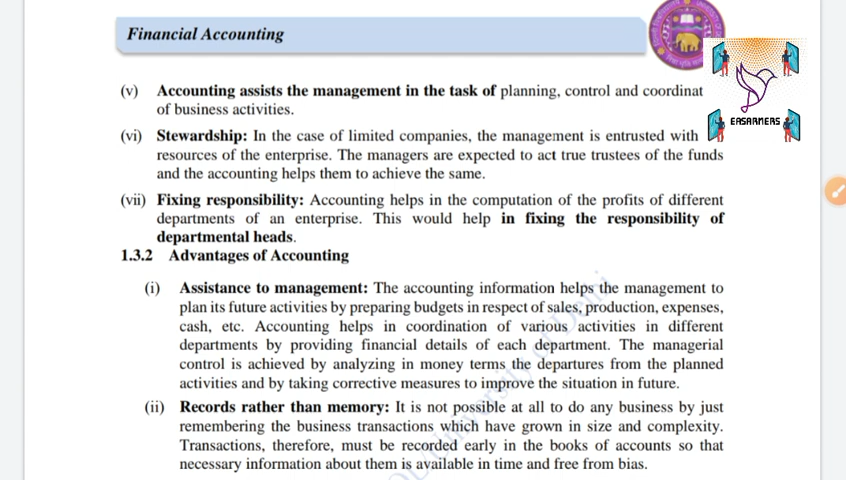 Financial Accounting
EASARMERS
(v) Accounting assists the management in the task of planning, control and coordinat
of business activities.
(vi) Stewardship: In the case of limited companies, the management is entrusted with
resources of the enterprise. The managers are expected to act true trustees of the funds
and the accounting helps them to achieve the same.
(vii) Fixing responsibility: Accounting helps in the computation of the profits of different
departments of an enterprise. This would help in fixing the responsibility of
departmental heads.
1.3.2 Advantages of Accounting
(i) Assistance to management: The accounting information helps the management to
plan its future activities by preparing budgets in respect of sales, production, expenses,
cash, etc. Accounting helps in coordination of various activities in different
departments by providing financial details of each department. The managerial
control is achieved by analyzing in money terms the departures from the planned
activities and by taking corrective measures to improve the situation in future.
(ii) Records rather than memory: It is not possible at all to do any business by just
remembering the business transactions which have grown in size and complexity.
Transactions, therefore, must be recorded early in the books of accounts so that
necessary information about them is available in time and free from bias.